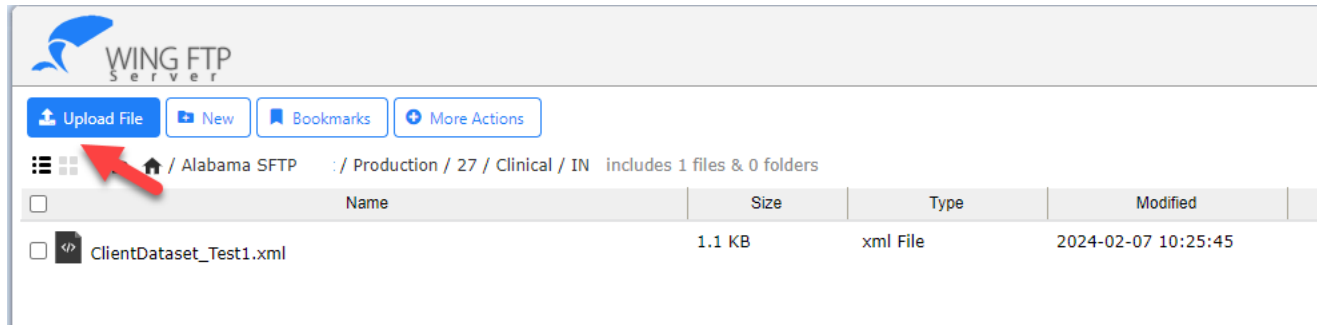 WING FTP
Server
Upload File New Bookmarks More Actions
/ Alabama SFTP : / Production / 27 / Clinical / IN includes 1 files & 0 folders
Name Size Type Modified
ClientDataset_Test1.xml 1.1 KB xml File 2024-02-07 10:25:45